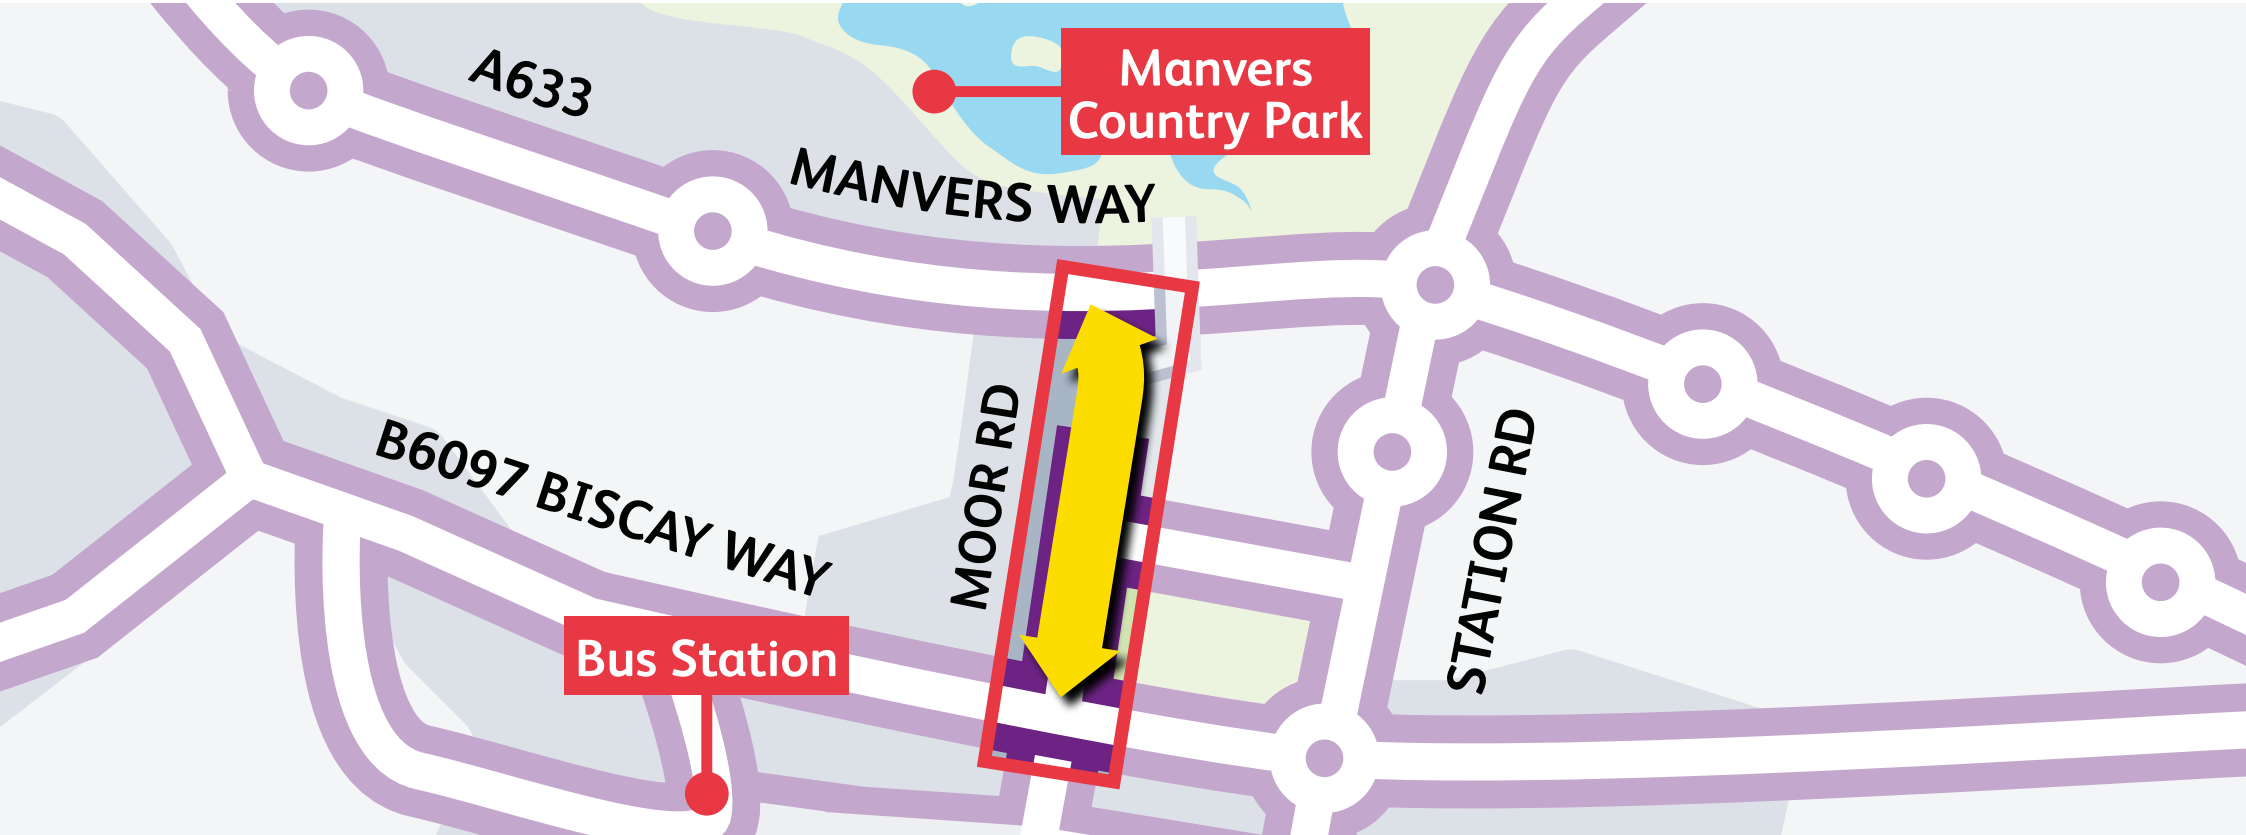 A633
Manvers
Country Park
MANVERS WAY
MOOR RD
B6097 BISCAY WAY
STATION RD
Bus Station